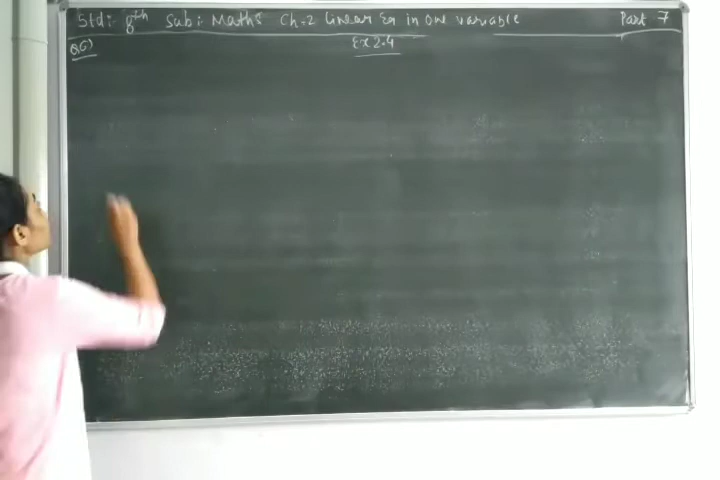 Std: 8th Sub: Maths Ch-2 Linear Eq in One variable Part 7
Q.6) Ex 2.4